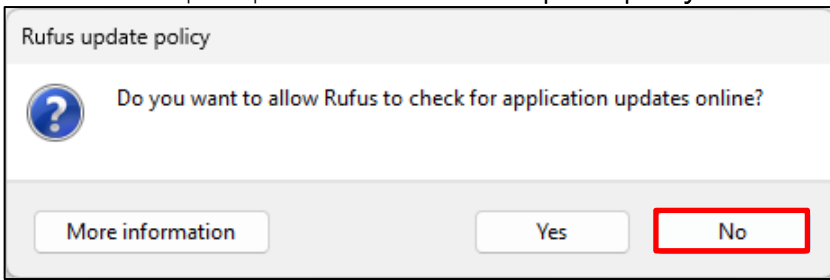 Rufus update policy
Do you want to allow Rufus to check for application updates online?
More information
Yes
No